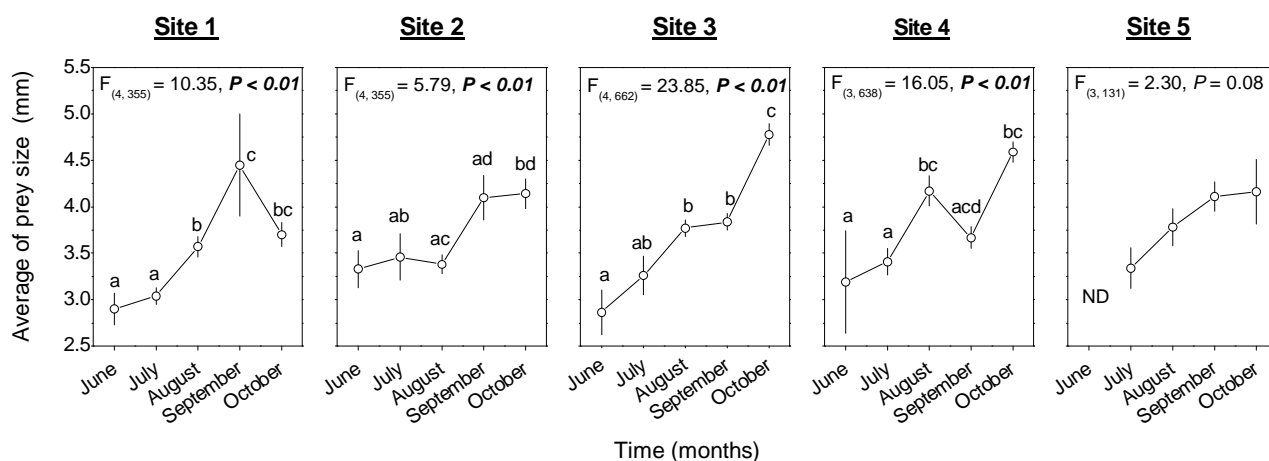 Site 1
Site 2
Site 3
Site 4
Site 5
Average of prey size (mm)
5.5
5.0
4.5
4.0
3.5
3.0
2.5
F(4, 355) = 10.35, P < 0.01
a
a
b
c
bc
June
July
August
September
October
F(4, 355) = 5.79, P < 0.01
a
ab
ac
ad
bd
June
July
August
September
October
F(4, 662) = 23.85, P < 0.01
a
ab
b
b
c
June
July
August
September
October
F(3, 638) = 16.05, P < 0.01
a
a
bc
acd
bc
June
July
August
September
October
F(3, 131) = 2.30, P = 0.08
ND
June
July
August
September
October
Time (months)